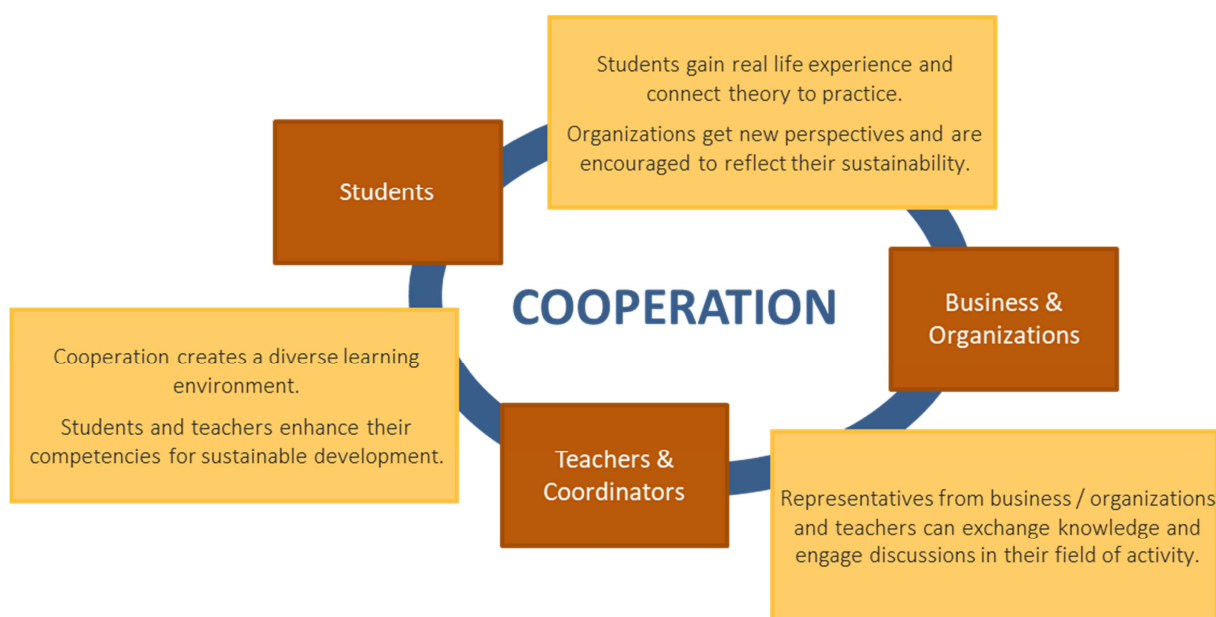 Students gain real life experience and
connect theory to practice.
Organizations get new perspectives and are
encouraged to reflect their sustainability.
Students
COOPERATION
Business &
Organizations
Cooperation creates a diverse learning
environment.
Students and teachers enhance their
competencies for sustainable development.
Teachers &
Coordinators
Representatives from business / organizations
and teachers can exchange knowledge and
engage discussions in their field of activity.